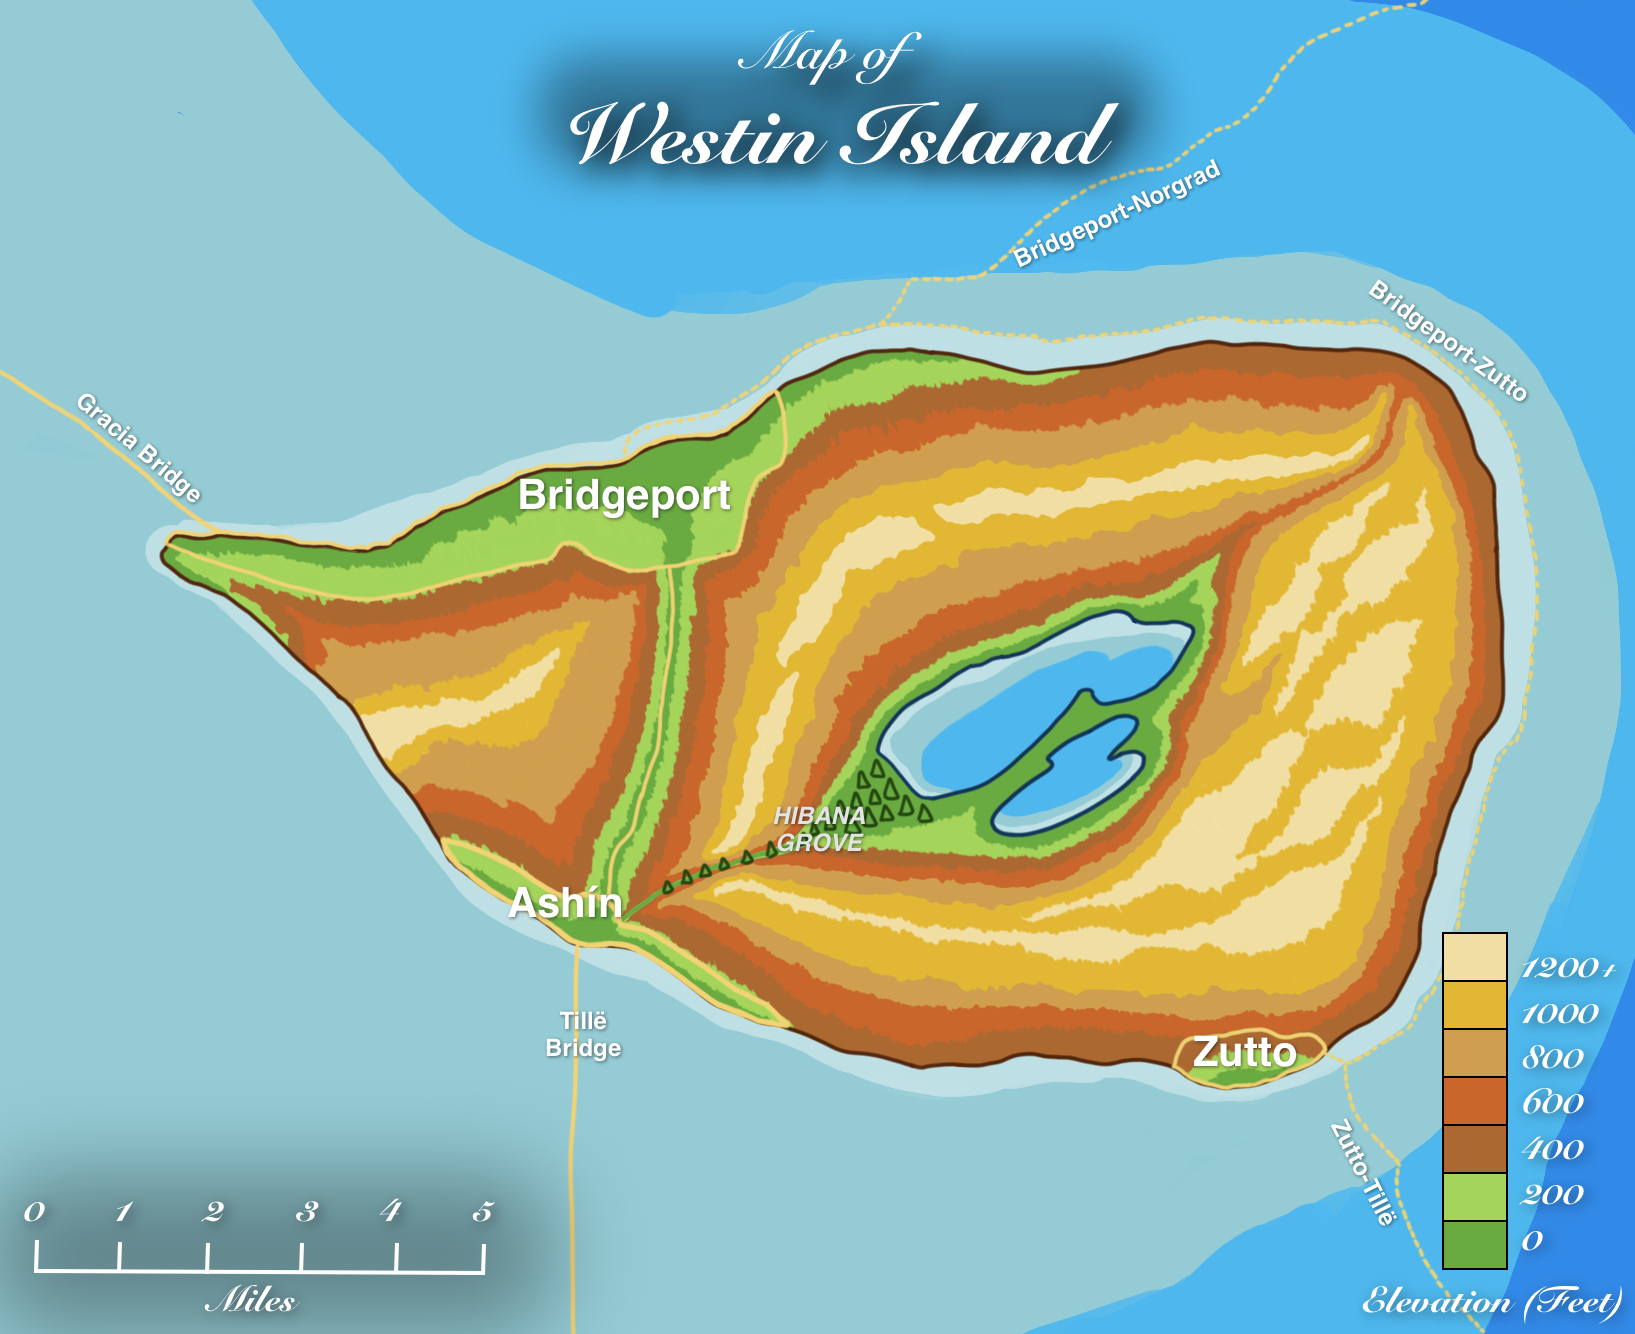 Map of
Westin Island
Bridgeport-Norgrad
Bridgeport-Zutto
Gracia Bridge
Bridgeport
HIBANA
GROVE
Ashín
Tillë
Bridge
Zutto
Zutto-Tillë
1200+
1000
800
600
400
200
0
Elevation (Feet)
0 1 2 3 4 5
Miles